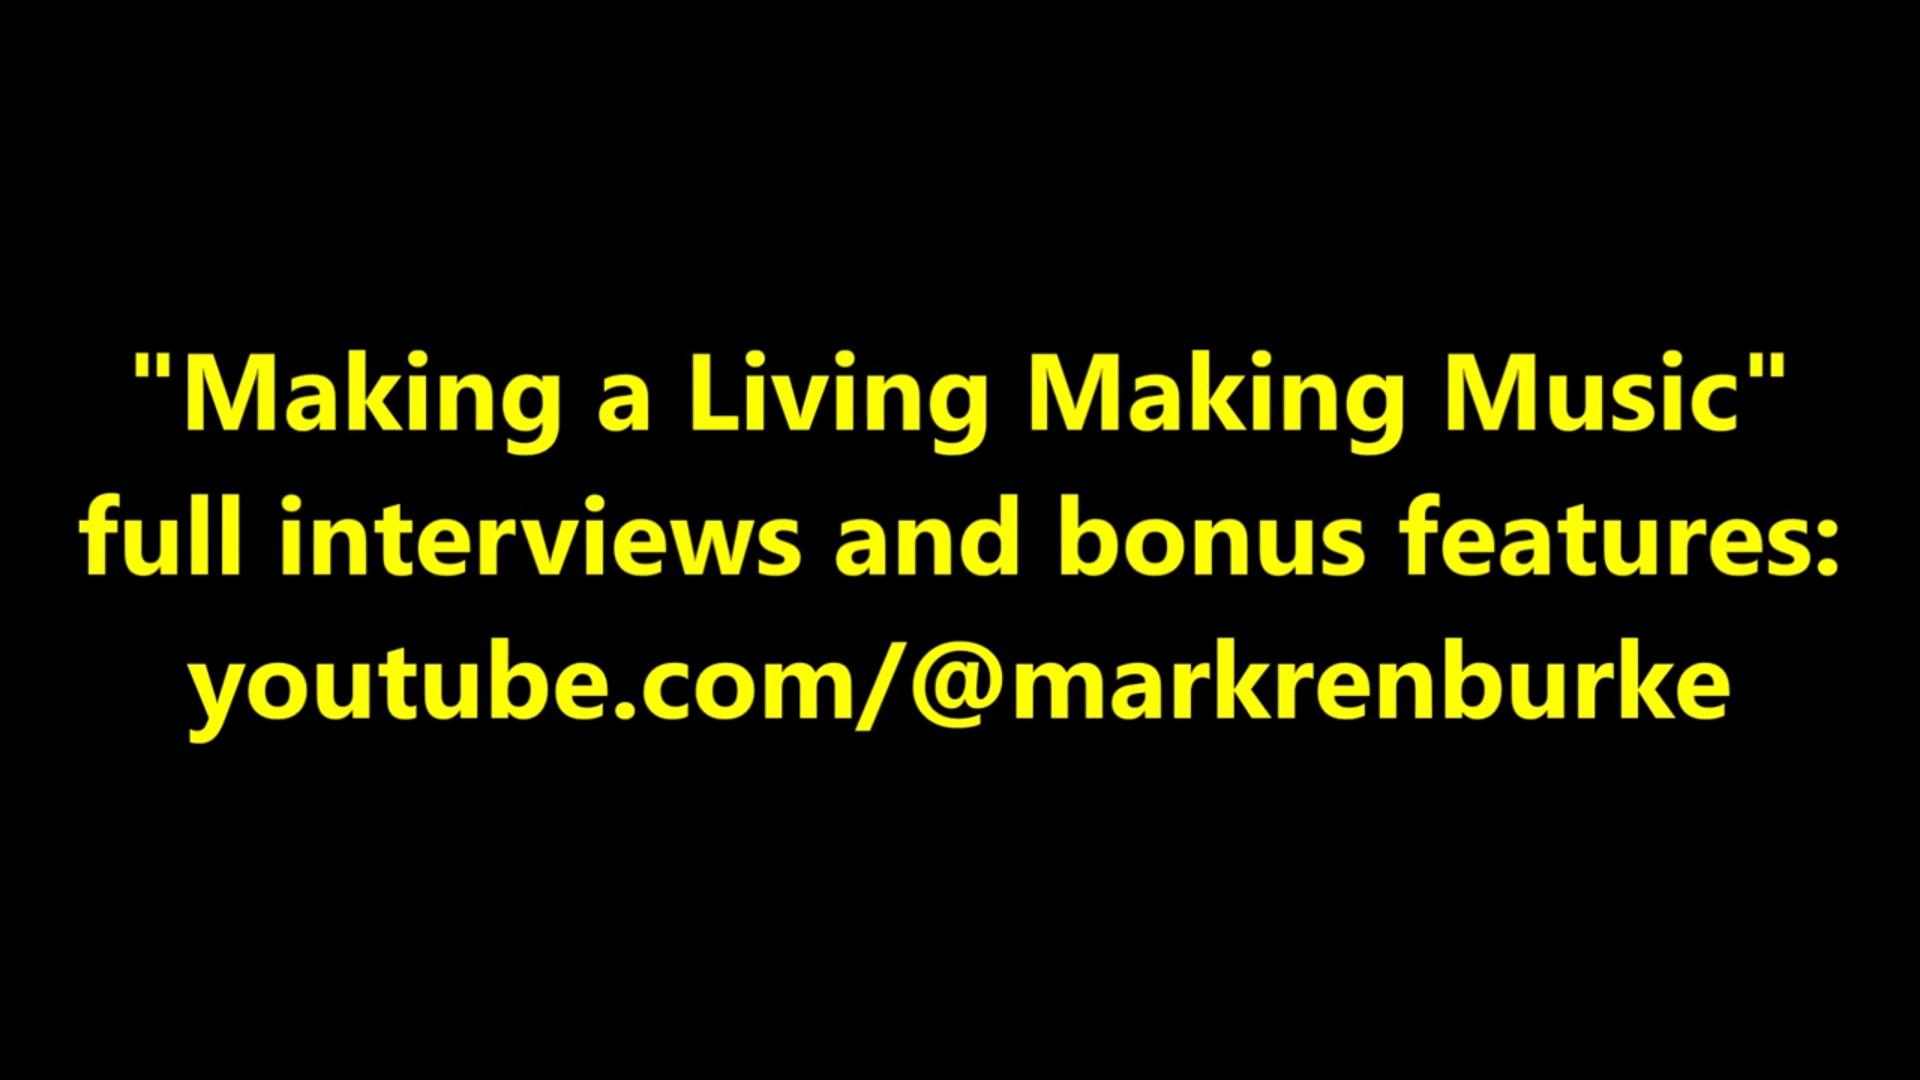 "Making a Living Making Music"
full interviews and bonus features:
youtube.com/@markrenburke